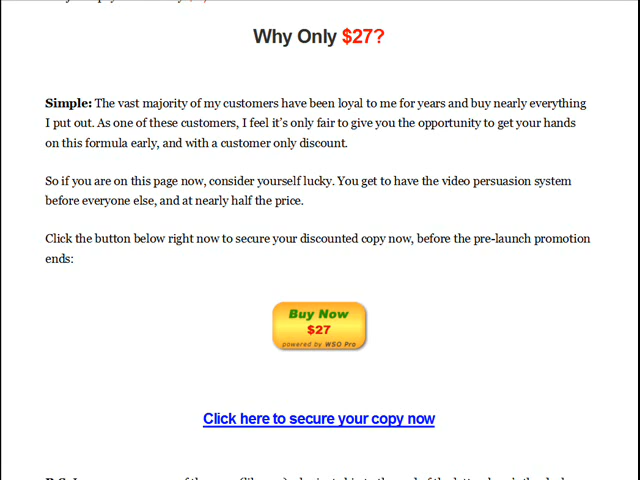 Why Only $27?
Simple: The vast majority of my customers have been loyal to me for years and buy nearly everything
I put out. As one of these customers, I feel it's only fair to give you the opportunity to get your hands
on this formula early, and with a customer only discount.
So if you are on this page now, consider yourself lucky. You get to have the video persuasion system
before everyone else, and at nearly half the price.
Click the button below right now to secure your discounted copy now, before the pre-launch promotion
ends:
Buy Now
$27
powered by WSO Pro
Click here to secure your copy now